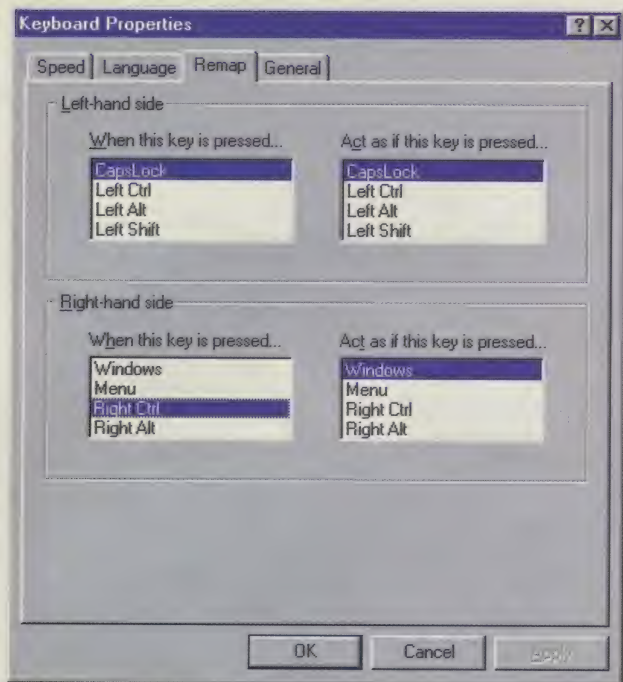 Keyboard Properties
Speed Language Remap General
Left-hand side
When this key is pressed... Act as if this key is pressed...
CapsLock CapsLock
Left Ctrl Left Ctrl
Left Alt Left Alt
Left Shift Left Shift
Right-hand side
When this key is pressed... Act as if this key is pressed...
Windows Windows
Menu Menu
Right Ctrl Right Ctrl
Right Alt Right Alt
OK Cancel Apply